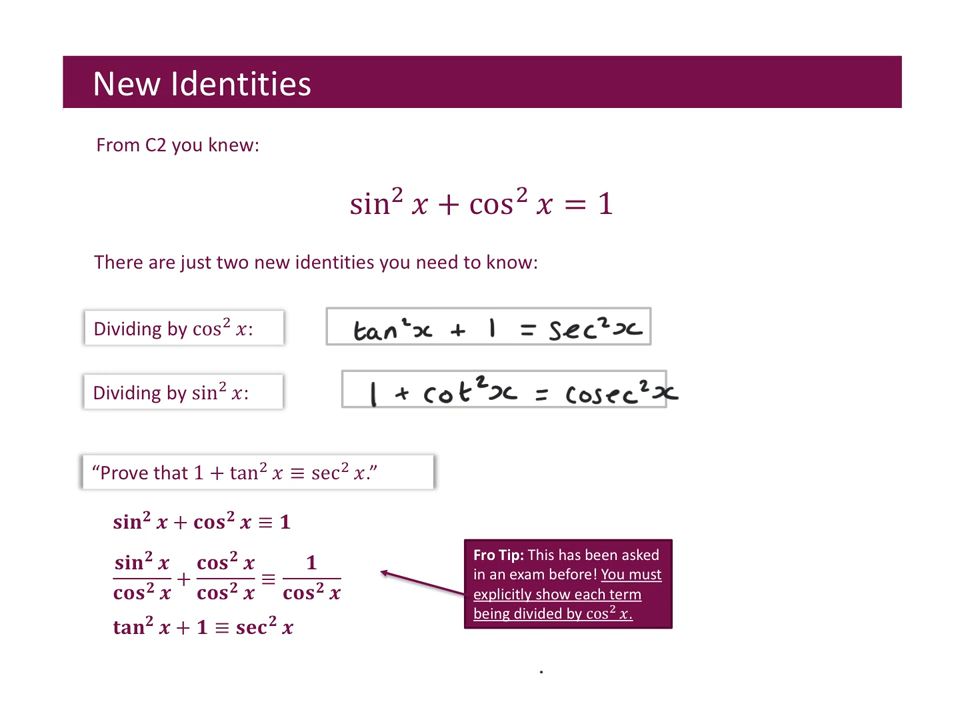 New Identities
From C2 you knew:
sin² x + cos² x = 1
There are just two new identities you need to know:
Dividing by cos² x: tan²x + 1 = sec²x
Dividing by sin² x: 1 + cot²x = cosec²x
“Prove that 1 + tan² x ≡ sec² x.”
sin² x + cos² x ≡ 1
sin² x / cos² x + cos² x / cos² x ≡ 1 / cos² x
tan² x + 1 ≡ sec² x
Fro Tip: This has been asked
in an exam before! You must
explicitly show each term
being divided by cos² x.